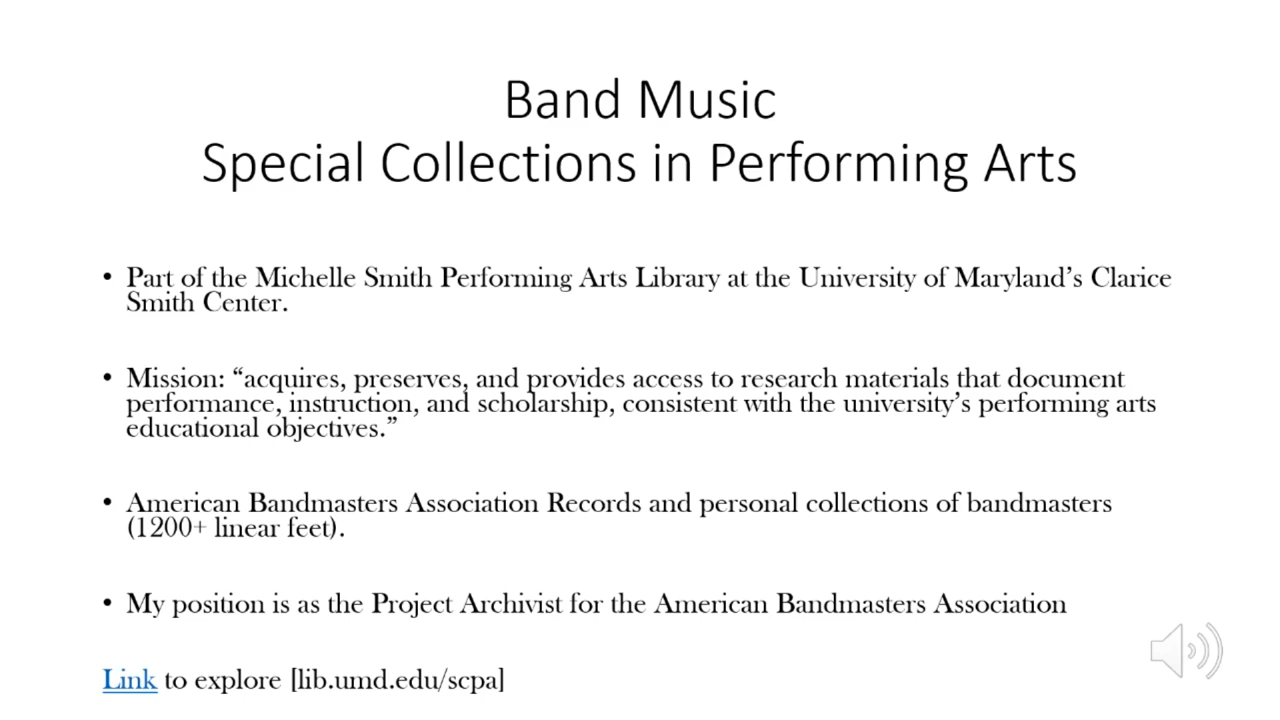 Band Music
Special Collections in Performing Arts
• Part of the Michelle Smith Performing Arts Library at the University of Maryland’s Clarice
Smith Center.
• Mission: “acquires, preserves, and provides access to research materials that document
performance, instruction, and scholarship, consistent with the university’s performing arts
educational objectives.”
• American Bandmasters Association Records and personal collections of bandmasters
(1200+ linear feet).
• My position is as the Project Archivist for the American Bandmasters Association
Link to explore [lib.umd.edu/scpa]